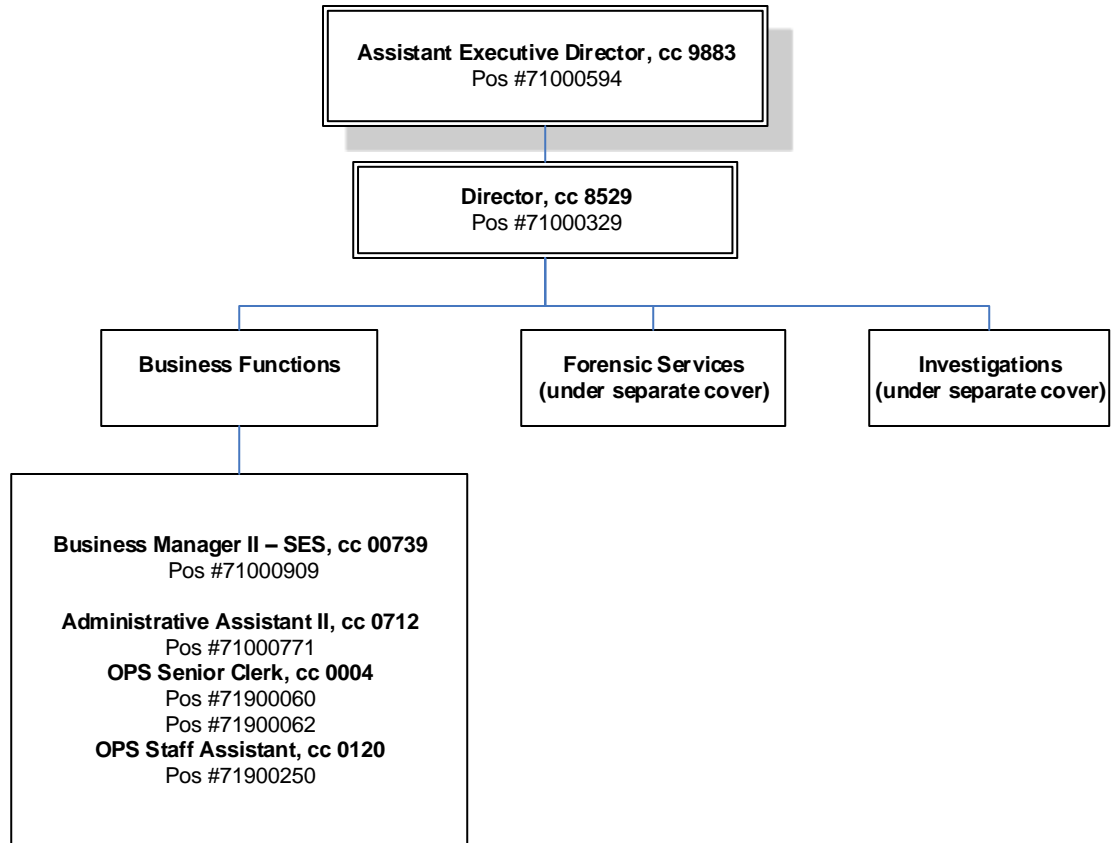 Assistant Executive Director, cc 9883
Pos #71000594
Director, cc 8529
Pos #71000329
Business Functions
Forensic Services
(under separate cover)
Investigations
(under separate cover)
Business Manager II – SES, cc 00739
Pos #71000909
Administrative Assistant II, cc 0712
Pos #71000771
OPS Senior Clerk, cc 0004
Pos #71900060
Pos #71900062
OPS Staff Assistant, cc 0120
Pos #71900250